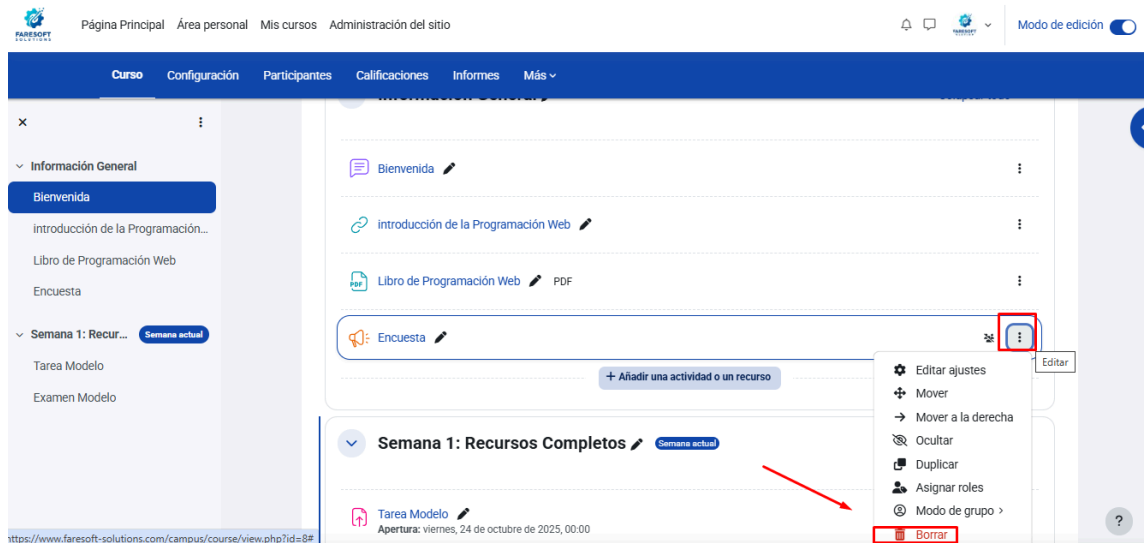 FARESOFT
SOLUTIONS
Página Principal Área personal Mis cursos Administración del sitio
Modo de edición
Curso Configuración Participantes Calificaciones Informes Más
Información General
Información General
Bienvenida
introducción de la Programación...
Libro de Programación Web
Encuesta
Semana 1: Recur... Semana actual
Tarea Modelo
Examen Modelo
Bienvenida
introducción de la Programación Web
PDF
Libro de Programación Web PDF
Encuesta
Editar
+ Añadir una actividad o un recurso
Semana 1: Recursos Completos Semana actual
Tarea Modelo
Apertura: viernes, 24 de octubre de 2025, 00:00
Editar ajustes
Mover
Mover a la derecha
Ocultar
Duplicar
Asignar roles
Modo de grupo
Borrar
?
https://www.faresoft-solutions.com/campus/course/view.php?id=8#